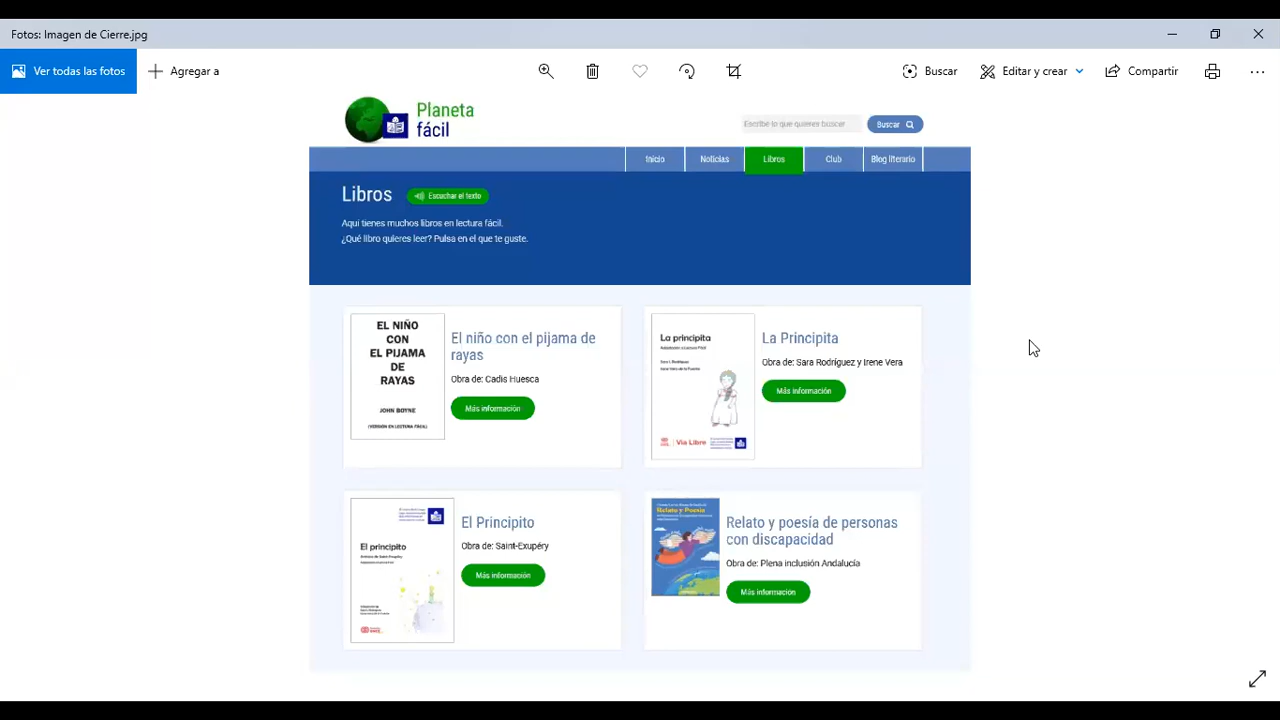 Fotos: Imagen de Cierre.jpg
Ver todas las fotos
Agregar a
Buscar
Editar y crear
Compartir
Planeta
fácil
Escribe lo que quieres buscar
Buscar
Inicio
Noticias
Libros
Club
Blog literario
Libros
Escuchar el texto
Aquí tienes muchos libros en lectura fácil.
¿Qué libro quieres leer? Pulsa en el que te guste.
EL NIÑO
CON
EL PIJAMA
DE
RAYAS
JOHN BOYNE
(VERSIÓN EN LECTURA FÁCIL)
El niño con el pijama de
rayas
Obra de: Cadis Huesca
Más información
La principita
Vía Libre
La Principita
Obra de: Sara Rodríguez y Irene Vera
Más información
El principito
El Principito
Obra de: Saint-Exupéry
Más información
Relato y Poesía
Relato y poesía de personas
con discapacidad
Obra de: Plena inclusión Andalucía
Más información